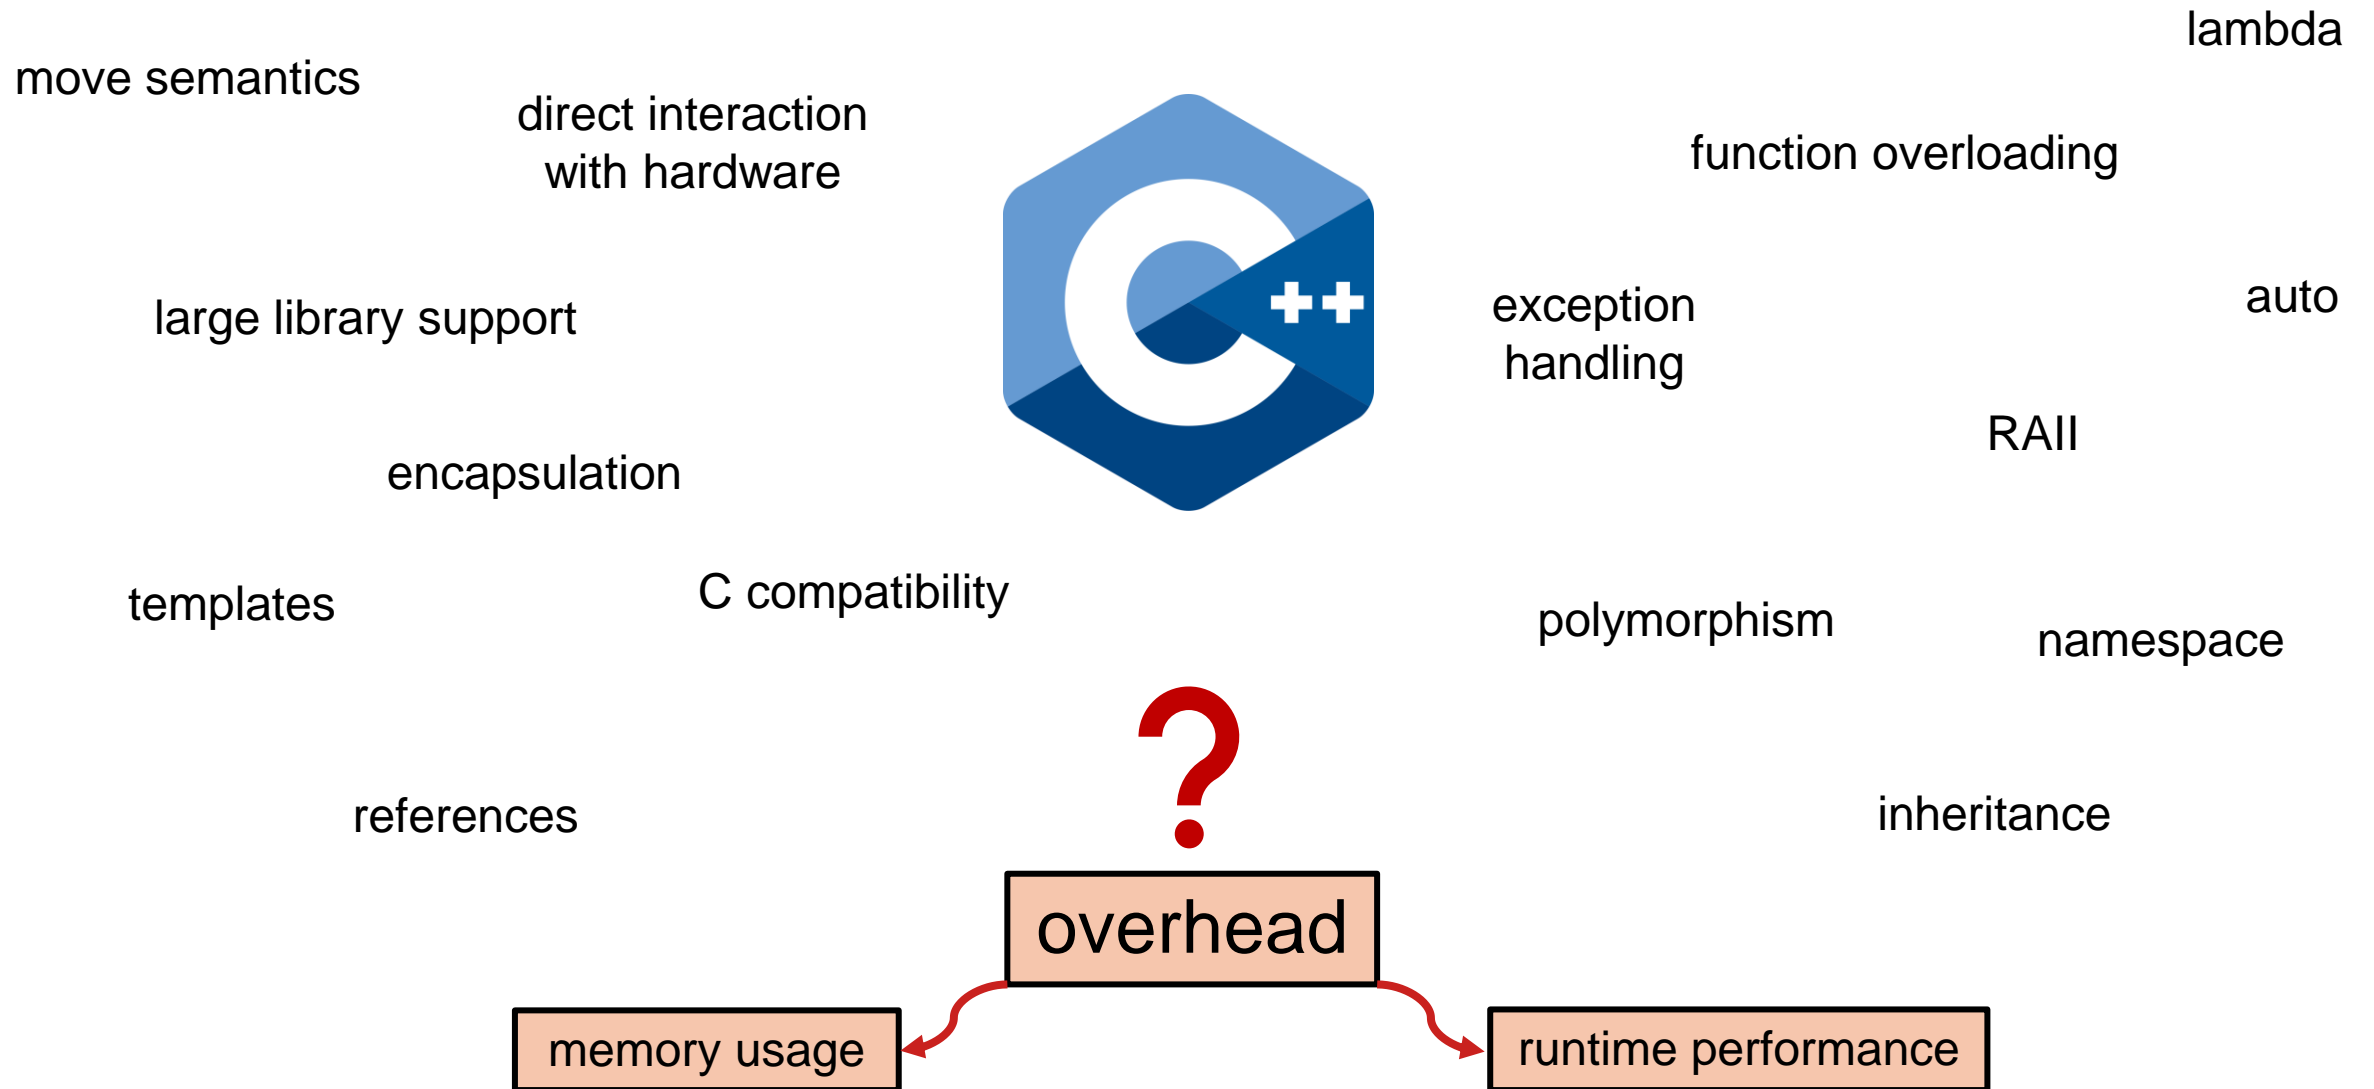 lambda
move semantics
direct interaction
with hardware
function overloading
C++
large library support
exception
handling
auto
RAII
encapsulation
templates
C compatibility
polymorphism
namespace
?
references
inheritance
overhead
memory usage
runtime performance